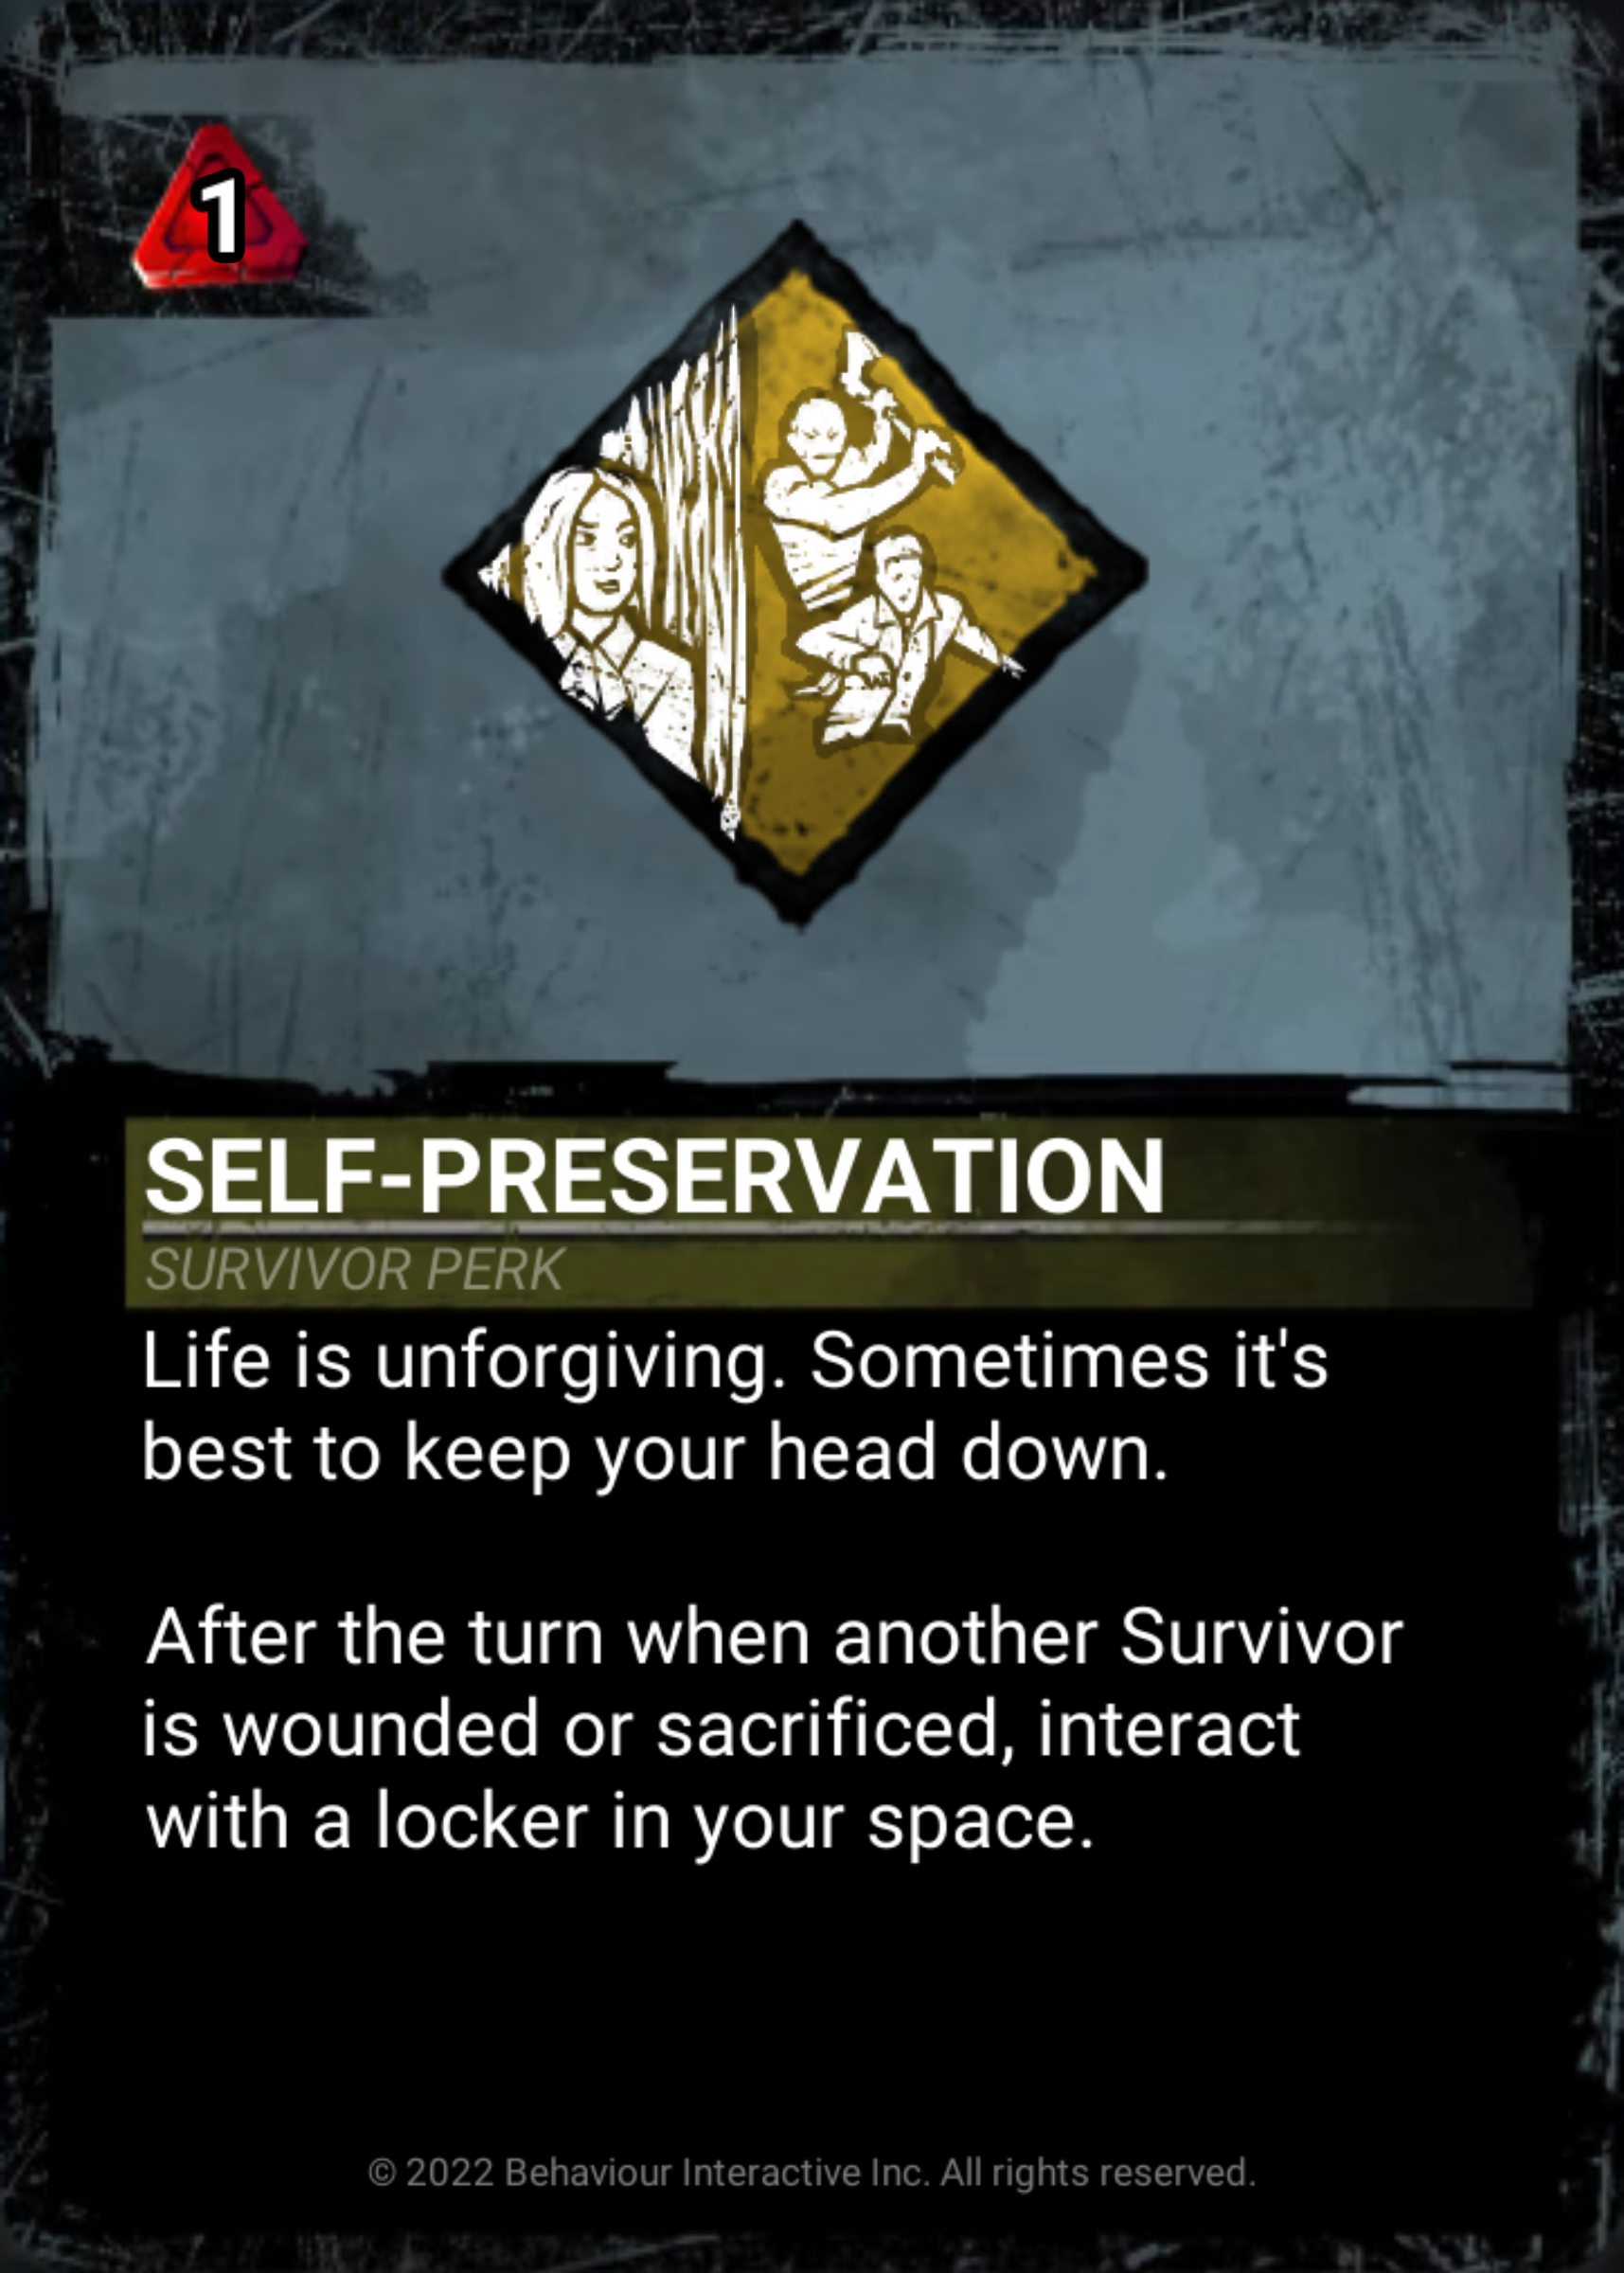 1
SELF-PRESERVATION
SURVIVOR PERK
Life is unforgiving. Sometimes it's
best to keep your head down.
After the turn when another Survivor
is wounded or sacrificed, interact
with a locker in your space.
© 2022 Behaviour Interactive Inc. All rights reserved.